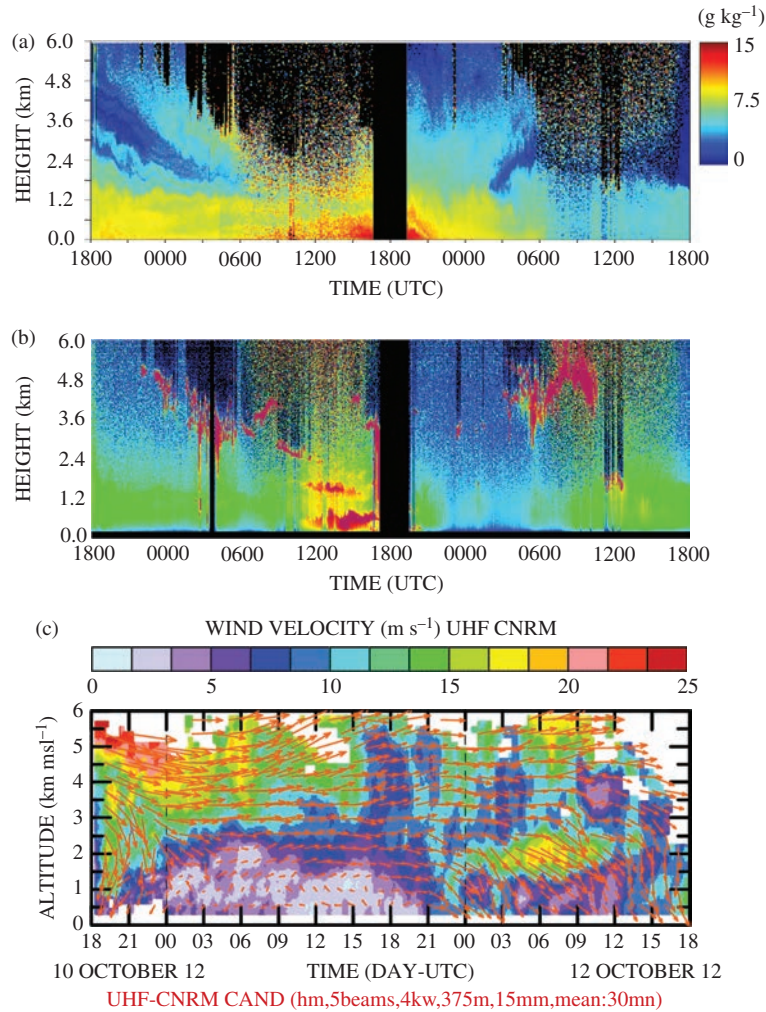 (g kg–1)
(a)
6.0
4.8
3.6
2.4
1.2
0.0
HEIGHT (km)
15
7.5
0
1800 0000 0600 1200 1800 0000 0600 1200 1800
TIME (UTC)
(b)
6.0
4.8
3.6
2.4
1.2
0.0
HEIGHT (km)
1800 0000 0600 1200 1800 0000 0600 1200 1800
TIME (UTC)
(c) WIND VELOCITY (m s–1) UHF CNRM
0 5 10 15 20 25
6
5
4
3
2
1
0
ALTITUDE (km msl–1)
18 21 00 03 06 09 12 15 18 21 00 03 06 09 12 15 18
10 OCTOBER 12 TIME (DAY-UTC) 12 OCTOBER 12
UHF-CNRM CAND (hm,5beams,4kw,375m,15mm,mean:30mn)